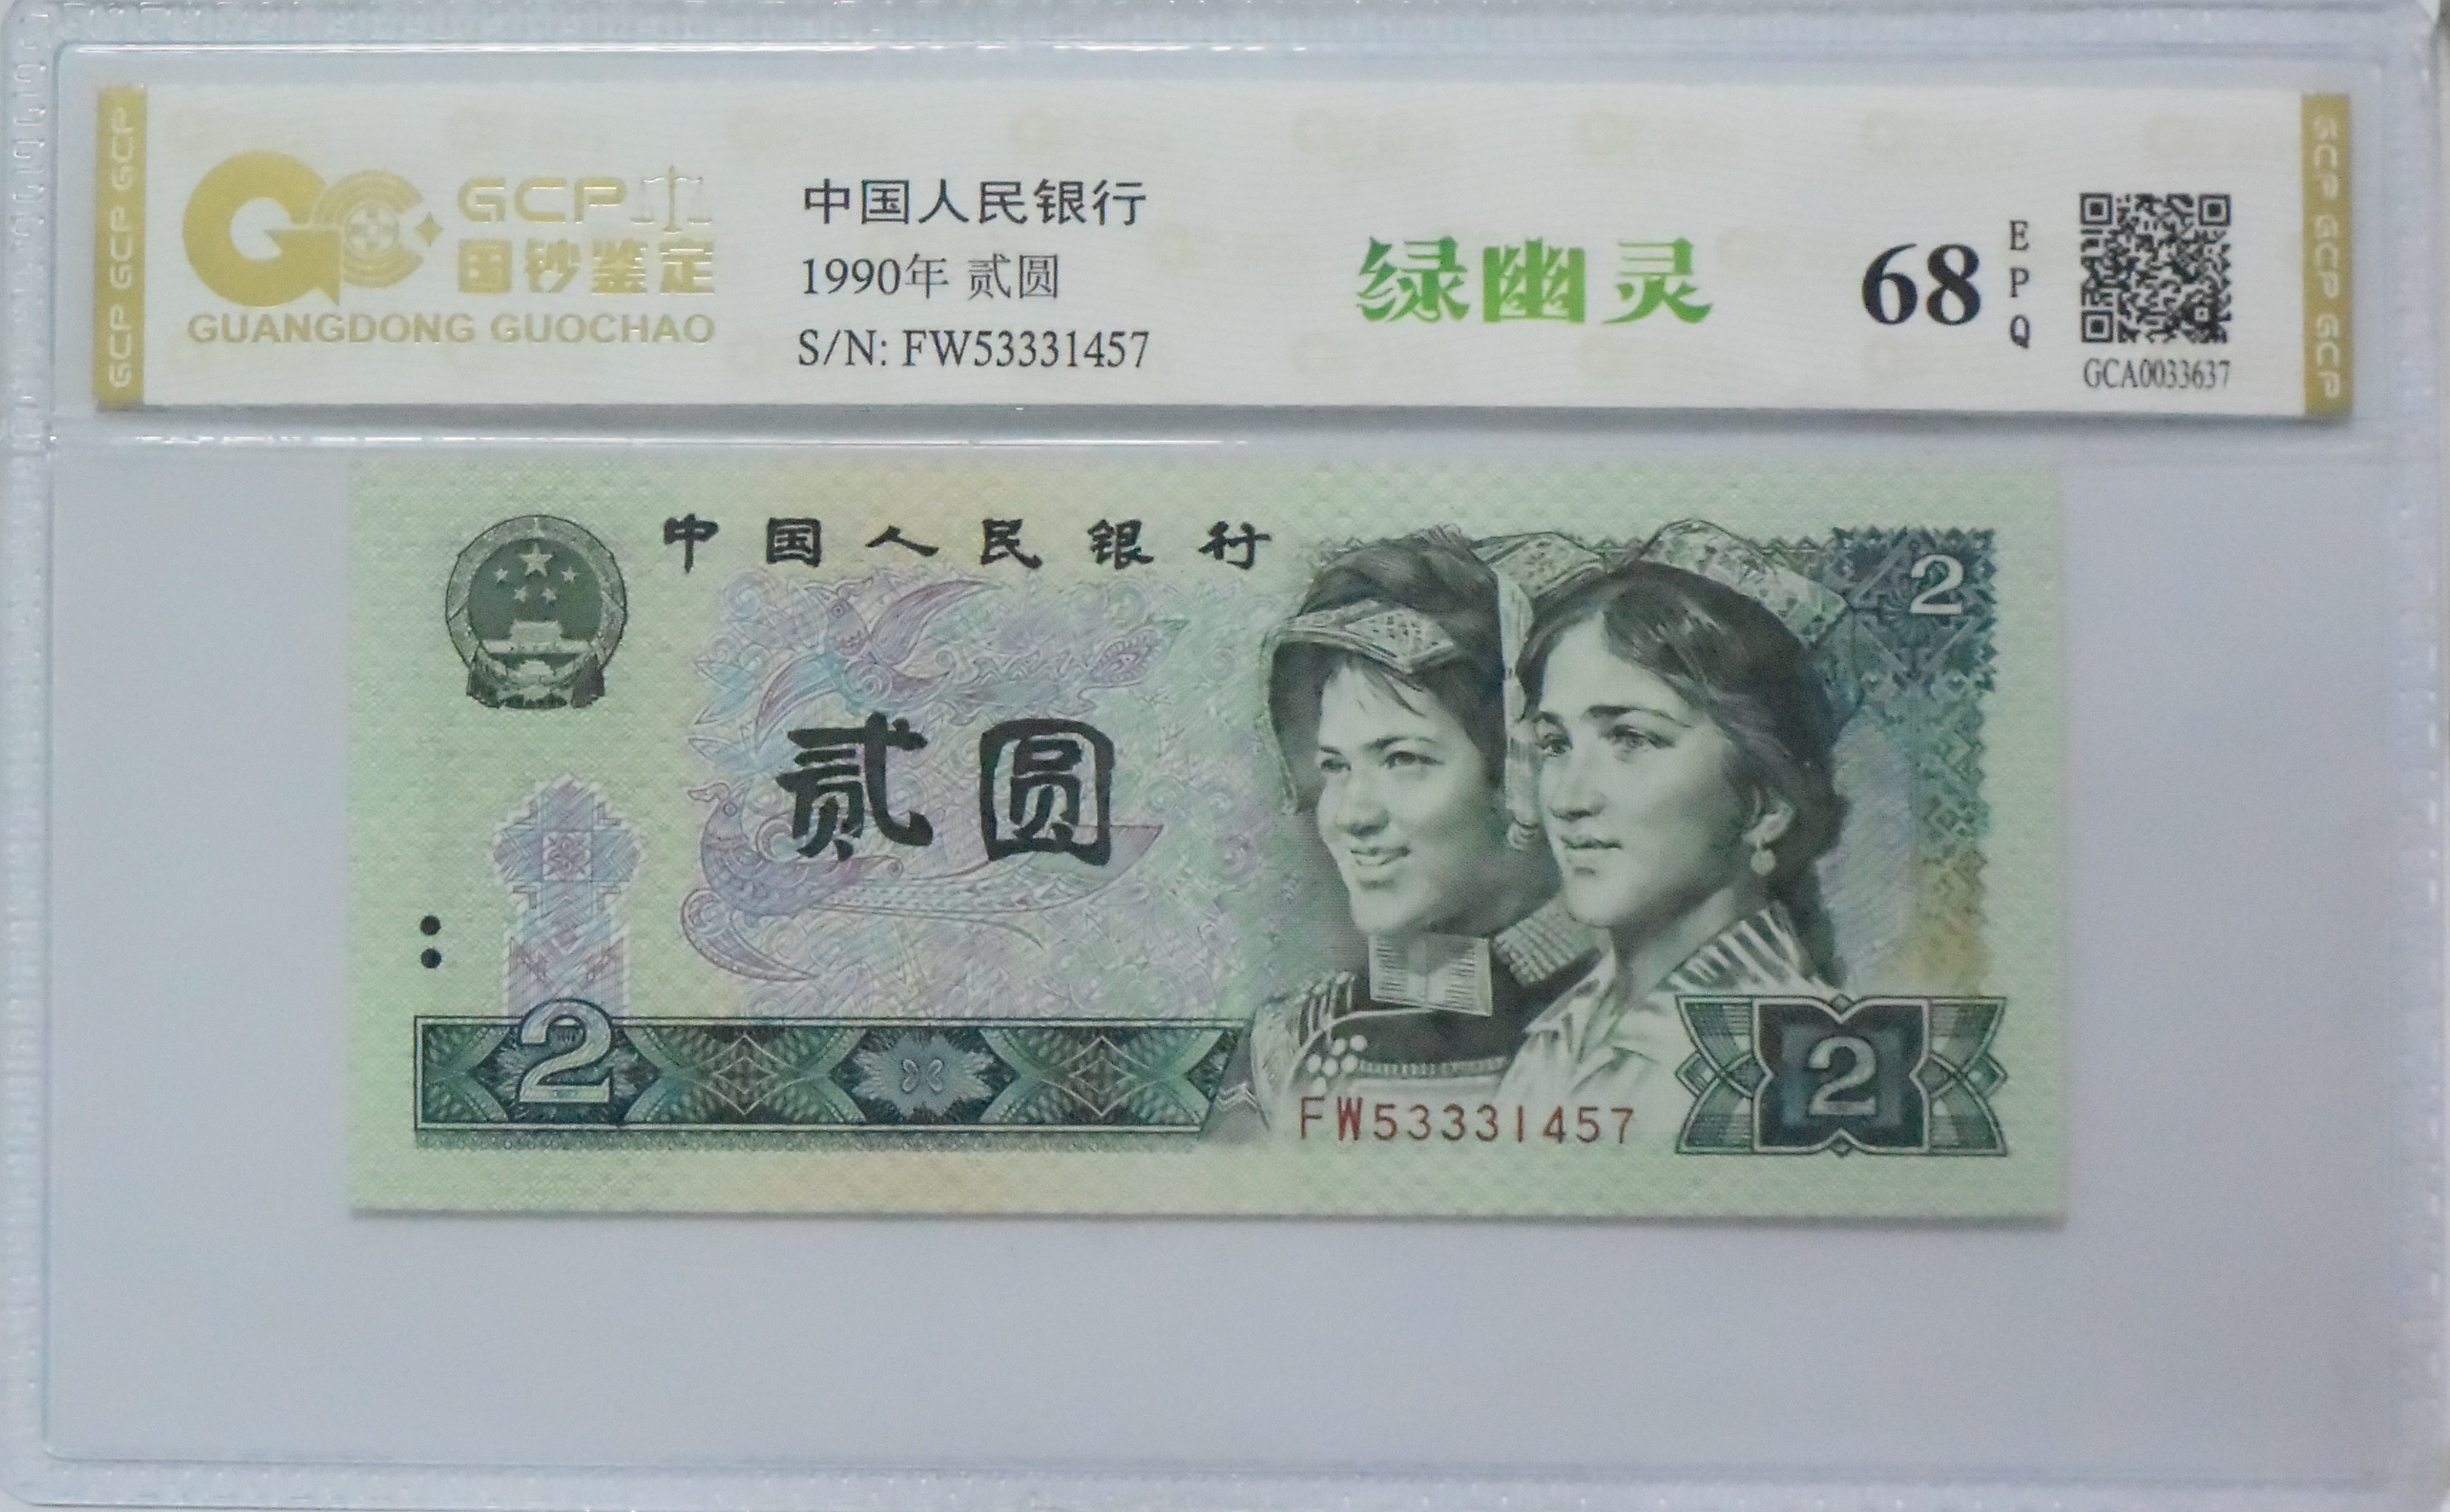 GCP GCP GCP
GCP
国钞鉴定
GUANGDONG GUOCHAO
中国人民银行
1990年 贰圆
S/N: FW53331457
绿幽灵
68
EPQ
GCA0033637
GCP GCP GCP
中国人民银行
2
贰圆
2
FW53331457
2